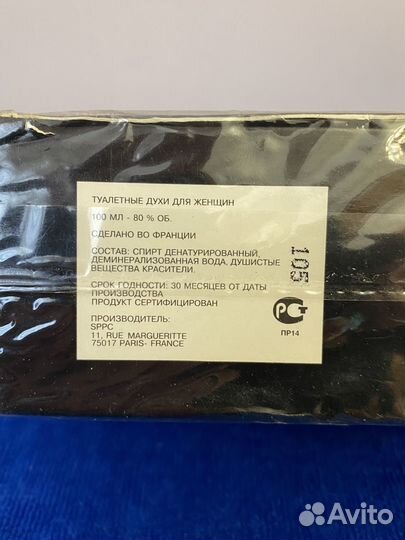 ТУАЛЕТНЫЕ ДУХИ ДЛЯ ЖЕНЩИН
100 МЛ - 80 % ОБ.
СДЕЛАНО ВО ФРАНЦИИ
СОСТАВ: СПИРТ ДЕНАТУРИРОВАННЫЙ,
ДЕМИНЕРАЛИЗОВАННАЯ ВОДА, ДУШИСТЫЕ
ВЕЩЕСТВА КРАСИТЕЛИ.
СРОК ГОДНОСТИ: 30 МЕСЯЦЕВ ОТ ДАТЫ
ПРОИЗВОДСТВА
ПРОДУКТ СЕРТИФИЦИРОВАН
ПРОИЗВОДИТЕЛЬ:
SPPC
11, RUE MARGUERITTE
75017 PARIS- FRANCE
105
РСТ
ПР14
Avito